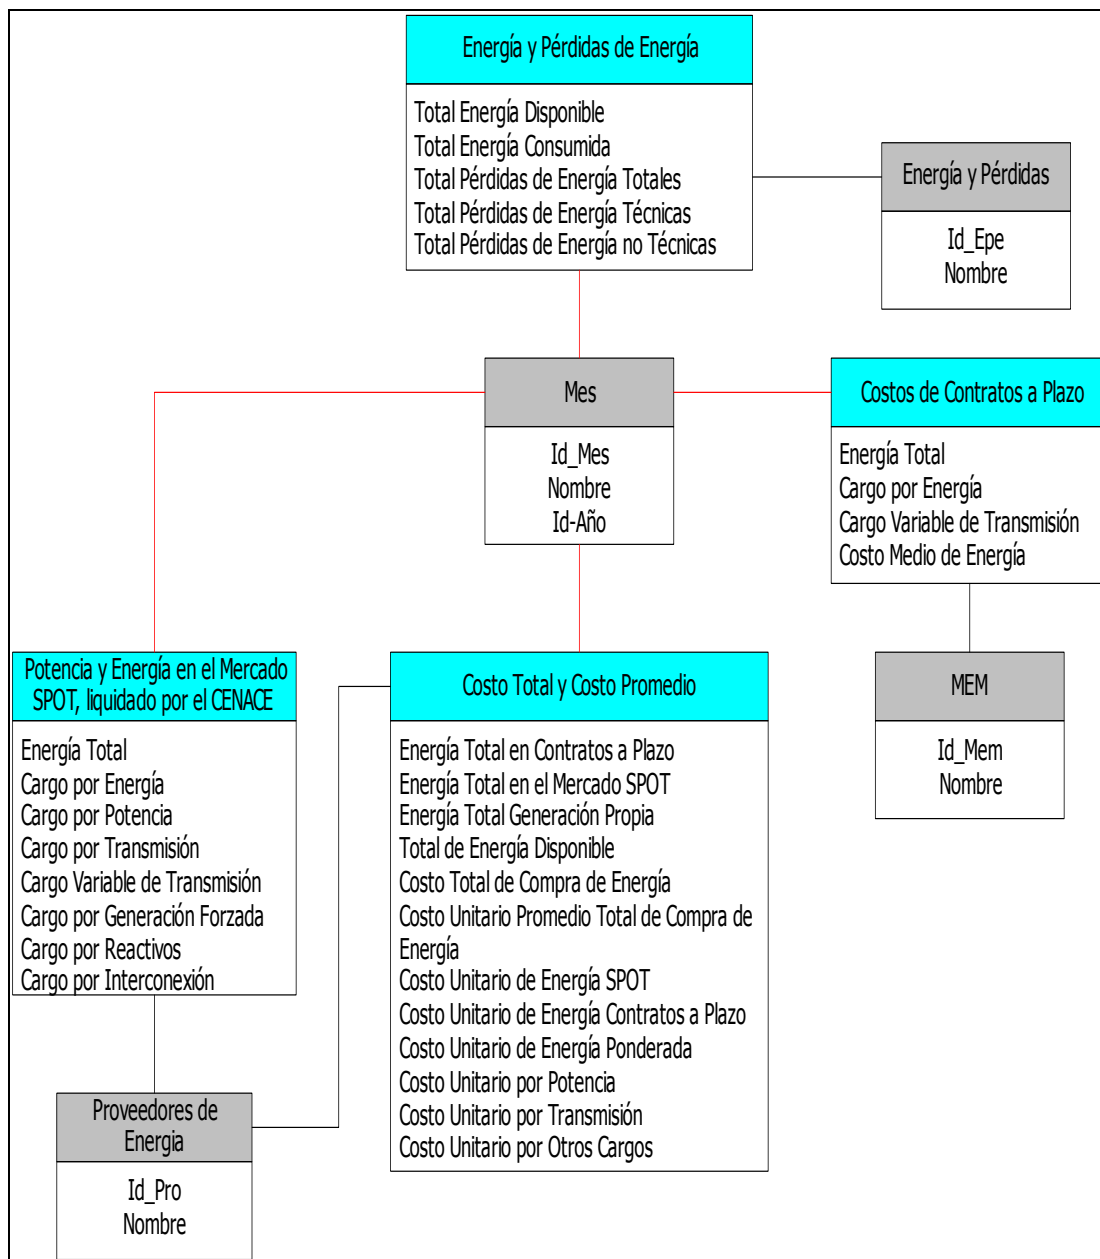 Energía y Pérdidas de Energía
Total Energía Disponible
Total Energía Consumida
Total Pérdidas de Energía Totales
Total Pérdidas de Energía Técnicas
Total Pérdidas de Energía no Técnicas
Energía y Pérdidas
Id_Epe
Nombre
Mes
Id_Mes
Nombre
Id-Año
Costos de Contratos a Plazo
Energía Total
Cargo por Energía
Cargo Variable de Transmisión
Costo Medio de Energía
Potencia y Energía en el Mercado
SPOT, liquidado por el CENACE
Energía Total
Cargo por Energía
Cargo por Potencia
Cargo por Transmisión
Cargo Variable de Transmisión
Cargo por Generación Forzada
Cargo por Reactivos
Cargo por Interconexión
Costo Total y Costo Promedio
Energía Total en Contratos a Plazo
Energía Total en el Mercado SPOT
Energía Total Generación Propia
Total de Energía Disponible
Costo Total de Compra de Energía
Costo Unitario Promedio Total de Compra de
Energía
Costo Unitario de Energía SPOT
Costo Unitario de Energía Contratos a Plazo
Costo Unitario de Energía Ponderada
Costo Unitario por Potencia
Costo Unitario por Transmisión
Costo Unitario por Otros Cargos
MEM
Id_Mem
Nombre
Proveedores de
Energia
Id_Pro
Nombre